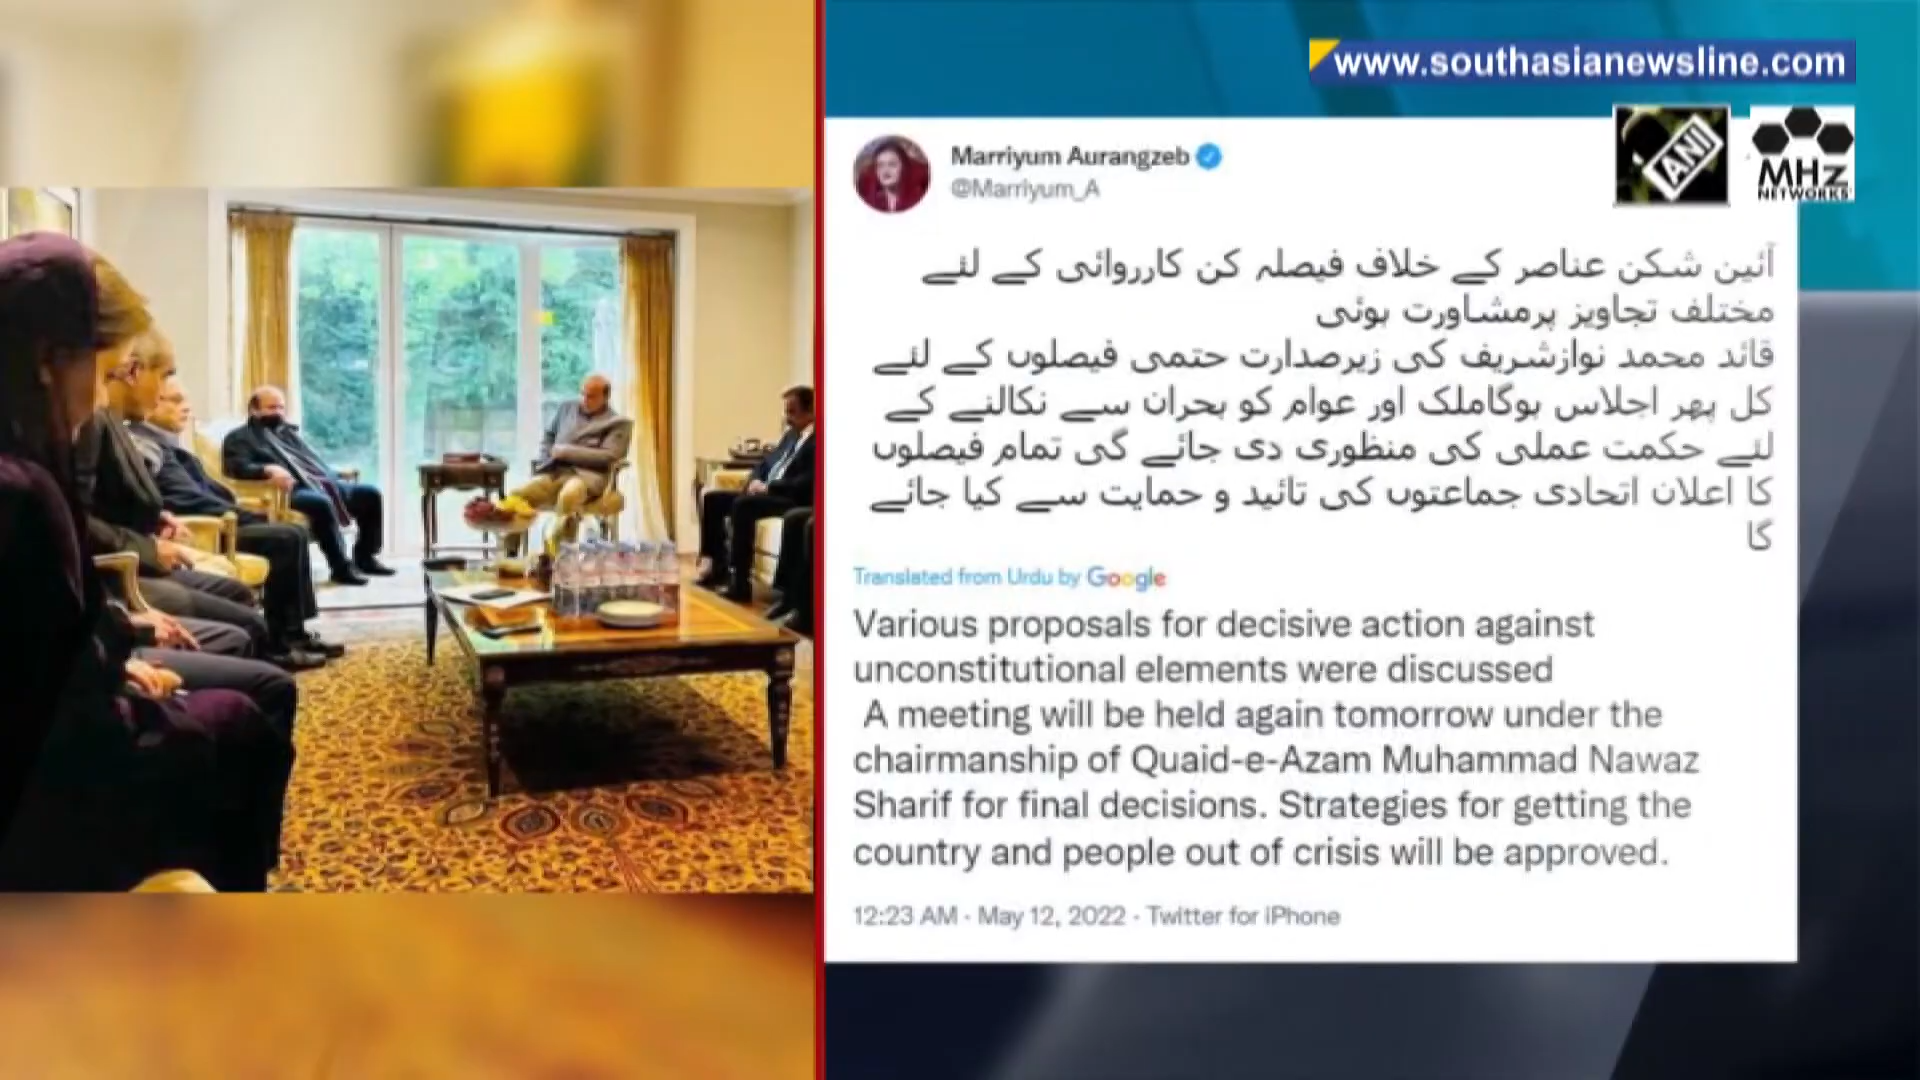 www.southasianewsline.com
ANI
MHz
NETWORKS
Marriyum Aurangzeb
@Marriyum_A
آئین شکن عناصر کے خلاف فیصلہ کن کارروائی کے لئے
مختلف تجاویز پرمشاورت ہوئی
قائد محمد نوازشریف کی زیرصدارت حتمی فیصلوں کے لئے
کل پھر اجلاس ہوگاملک اور عوام کو بحران سے نکالنے کے
لئے حکمت عملی کی منظوری دی جائے گی تمام فیصلوں
کا اعلان اتحادی جماعتوں کی تائید و حمایت سے کیا جائے
گا
Translated from Urdu by Google
Various proposals for decisive action against
unconstitutional elements were discussed
A meeting will be held again tomorrow under the
chairmanship of Quaid-e-Azam Muhammad Nawaz
Sharif for final decisions. Strategies for getting the
country and people out of crisis will be approved.
12:23 AM · May 12, 2022 · Twitter for iPhone